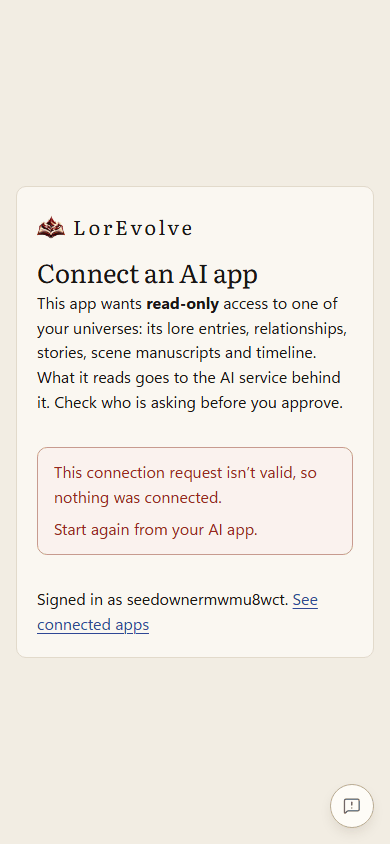 LorEvolve
Connect an AI app
This app wants read-only access to one of
your universes: its lore entries, relationships,
stories, scene manuscripts and timeline.
What it reads goes to the AI service behind
it. Check who is asking before you approve.
This connection request isn’t valid, so
nothing was connected.
Start again from your AI app.
Signed in as seedownermwmu8wct. See
connected apps